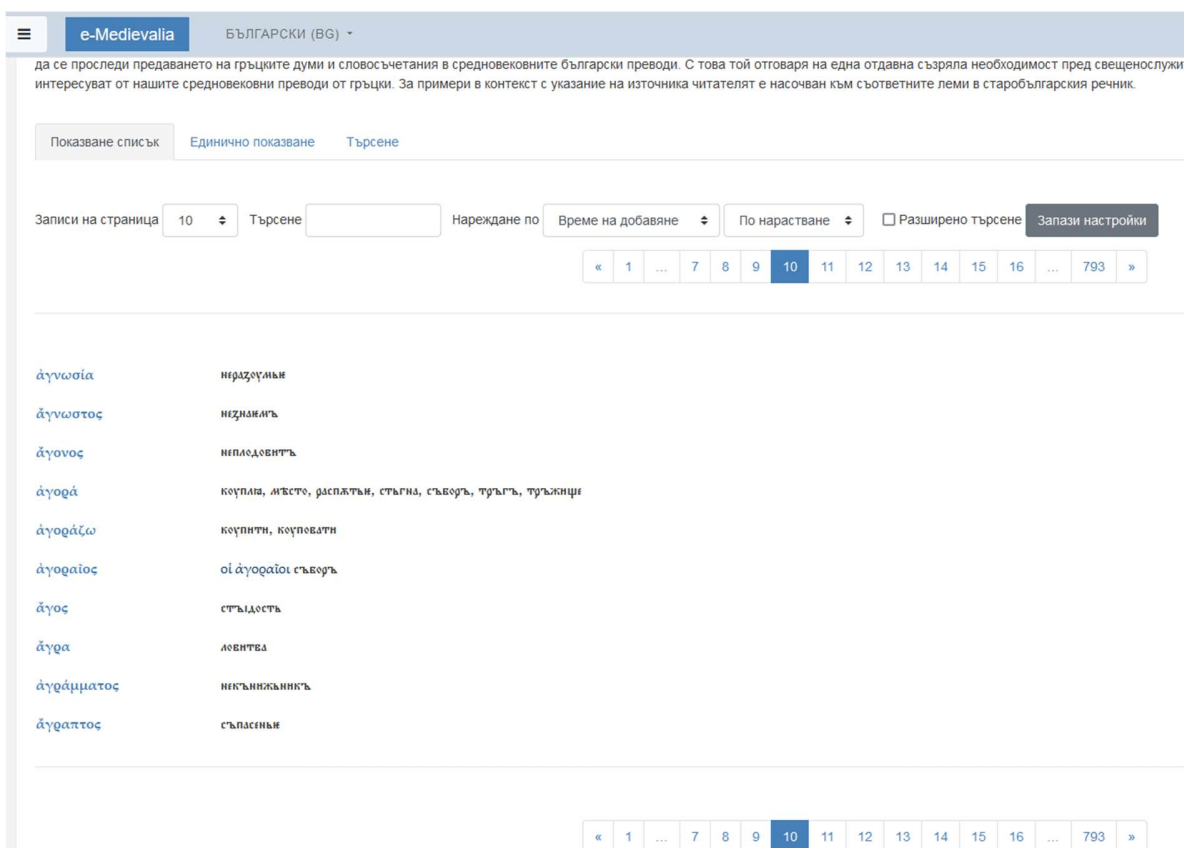 ≡ e-Medievalia БЪЛГАРСКИ (BG)
да се проследи предаването на гръцките думи и словосъчетания в средновековните български преводи. С това той отговаря на една отдавна съзряла необходимост пред свещенослужи
интересуват от нашите средновековни преводи от гръцки. За примери в контекст с указание на източника читателят е насочван към съответните леми в старобългарския речник.
Показване списък Единично показване Търсене
Записи на страница 10 Търсене Нареждане по Време на добавяне По нарастване Разширено търсене Запази настройки
« 1 ... 7 8 9 10 11 12 13 14 15 16 ... 793 »
ἀγνωσία неразоумьѥ
ἄγνωστος незнаѥмъ
ἄγονος неплодовитъ
ἀγορά коуплꙗ, мѣсто, распѫтьѥ, стьгна, съборъ, тръгъ, тръжище
ἀγοράζω коупити, коуповати
ἀγοραῖος οἱ ἀγοραῖοι съборъ
ἄγος стꙑдость
ἄγρα ловитва
ἀγράμματος некънижьникъ
ἄγραπτος съпасеньѥ
« 1 ... 7 8 9 10 11 12 13 14 15 16 ... 793 »